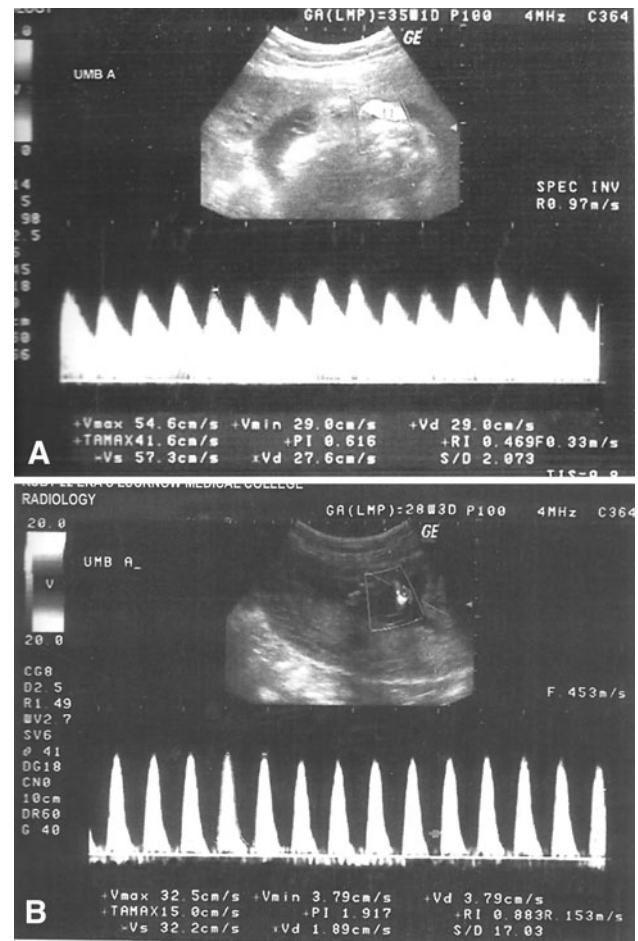 GA(LMP)=35W1D P100 4MHz C364
GE
UMB A
SPEC INV
R0.97m/s
+Vmax 54.6cm/s +Vmin 29.0cm/s +Vd 29.0cm/s
+TAMAX41.6cm/s +PI 0.616 +RI 0.469F0.33m/s
Vs 57.3cm/s xVd 27.6cm/s S/D 2.073
A
LUCKNOW MEDICAL COLLEGE
RADIOLOGY
GA(LMP)=28W3D P100 4MHz C364
GE
20.0
UMB A_
V
20.0
CG8
D2.5
R1.49
WV2.7
SV6
41
DG18
CN0
10cm
DR60
G 40
F.453m/s
+Vmax 32.5cm/s +Vmin 3.79cm/s +Vd 3.79cm/s
+TAMAX15.0cm/s +PI 1.917 +RI 0.883R.153m/s
Vs 32.2cm/s xVd 1.89cm/s S/D 17.03
B